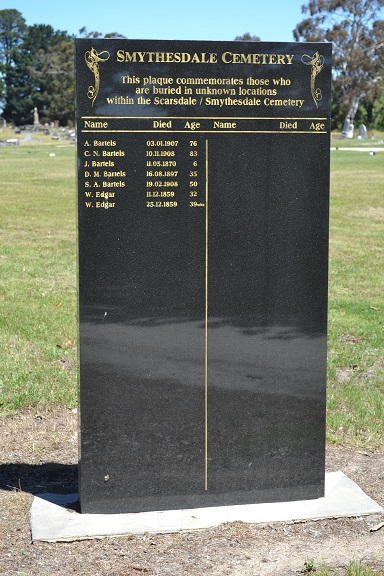 SMYTHESDALE CEMETERY
This plaque commemorates those who
are buried in unknown locations
within the Scarsdale / Smythesdale Cemetery
Name Died Age Name Died Age
A. Bartels 03.01.1907 76
C. N. Bartels 10.11.1908 83
J. Bartels 11.05.1870 6
D. M. Bartels 16.08.1897 35
S. A. Bartels 19.02.1908 50
W. Edgar 11.12.1859 32
W. Edgar 25.12.1859 39